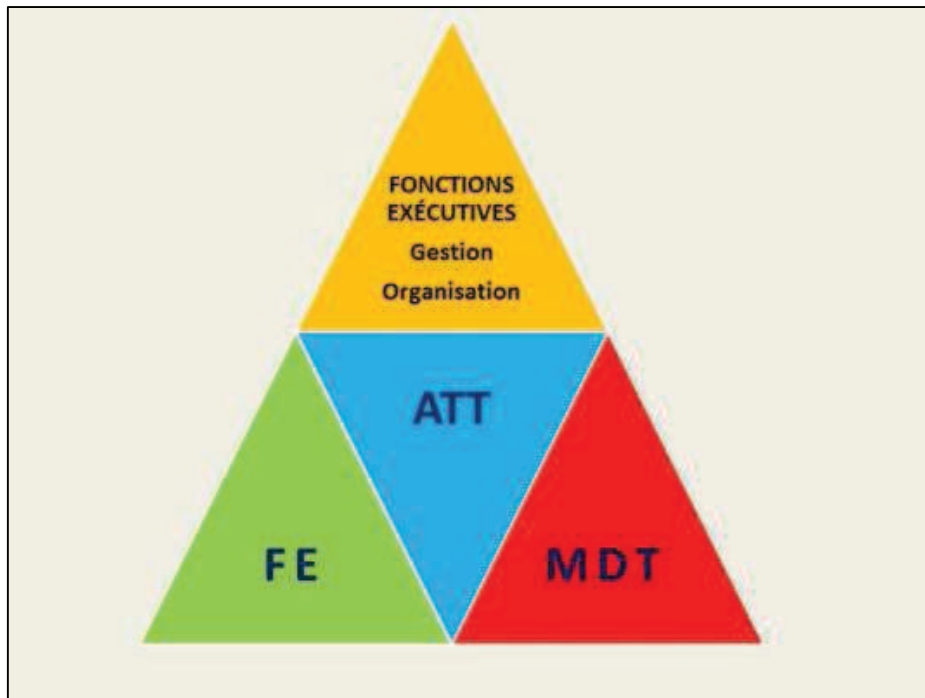 FONCTIONS
EXÉCUTIVES
Gestion
Organisation
ATT
FE
MDT